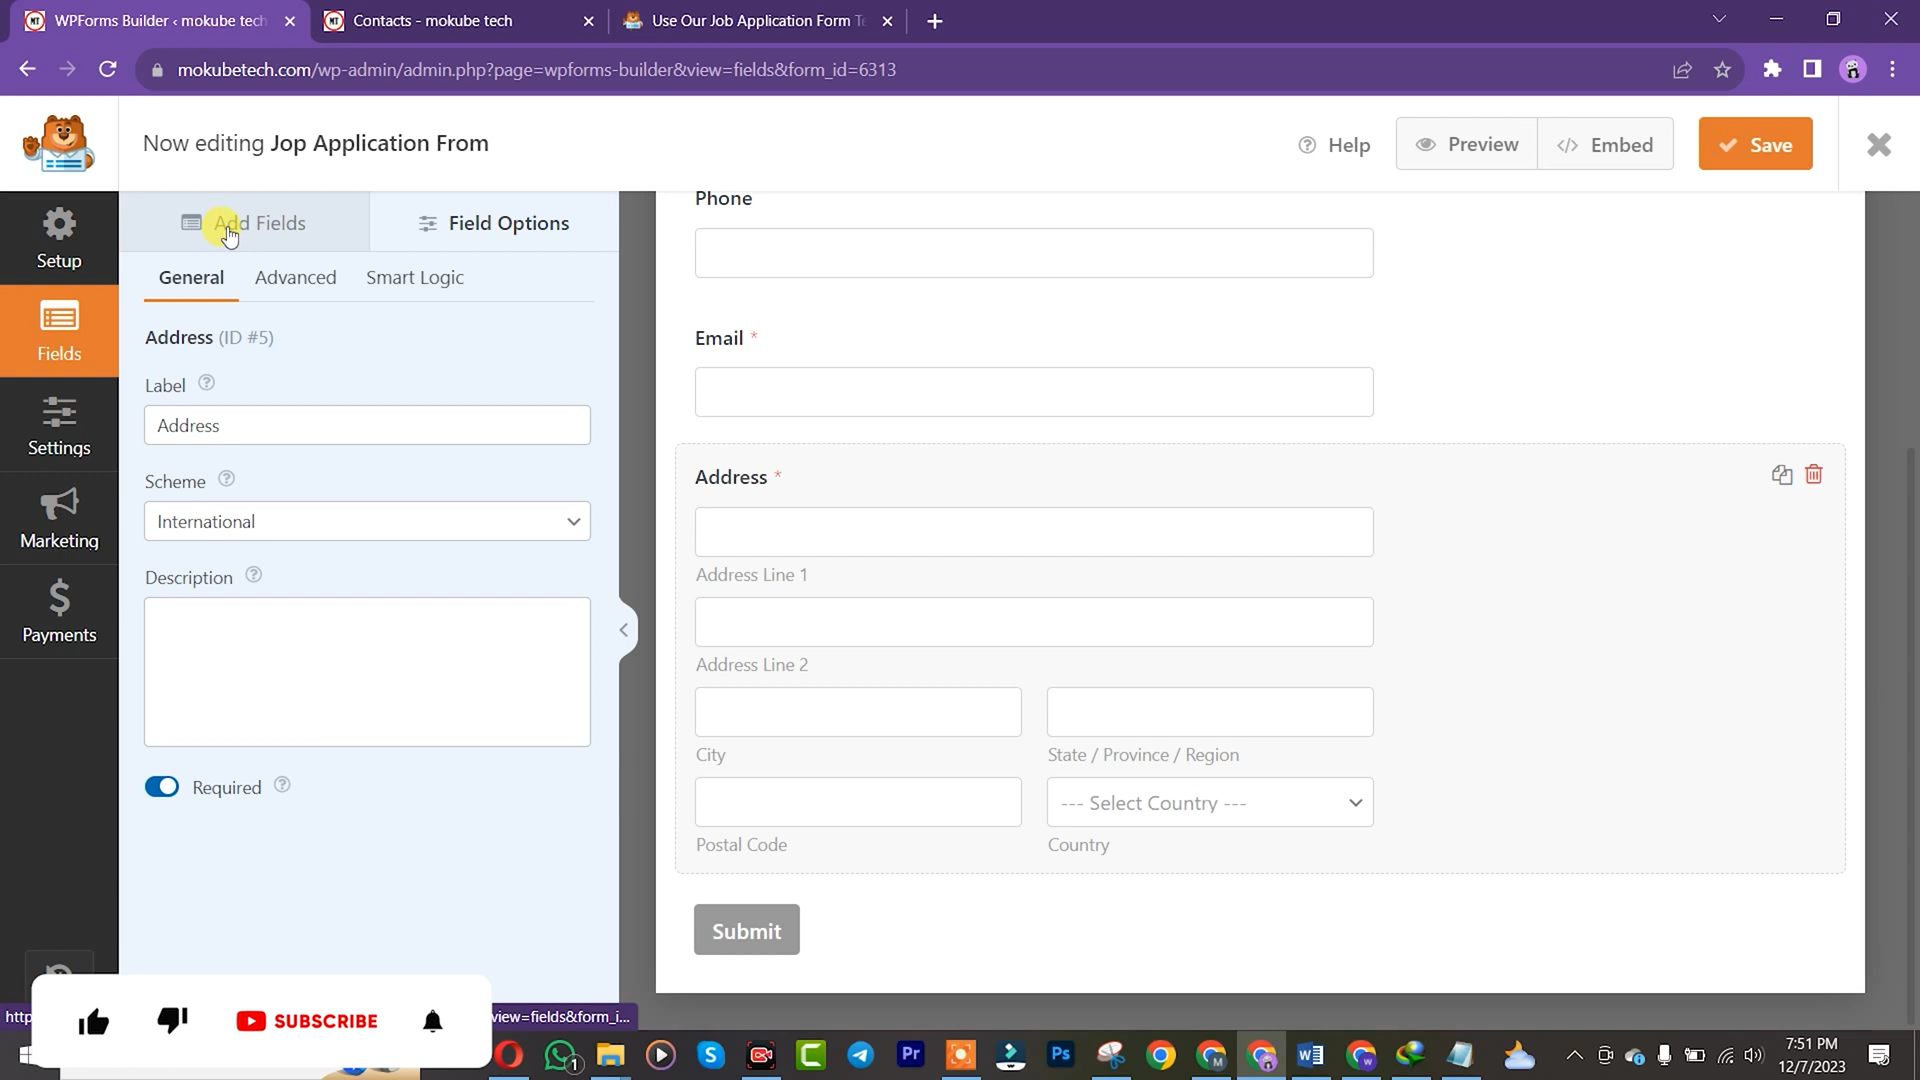 WPForms Builder ‹ mokube tech
Contacts - mokube tech
Use Our Job Application Form Te
mokubetech.com/wp-admin/admin.php?page=wpforms-builder&view=fields&form_id=6313
Now editing Jop Application From
Help
Preview
Embed
Save
Setup
Fields
Settings
Marketing
Payments
Add Fields
Field Options
General
Advanced
Smart Logic
Address (ID #5)
Label
Address
Scheme
International
Description
Required
Phone
Email *
Address *
Address Line 1
Address Line 2
City
State / Province / Region
--- Select Country ---
Postal Code
Country
Submit
SUBSCRIBE
view=fields&form_i...
7:51 PM
12/7/2023